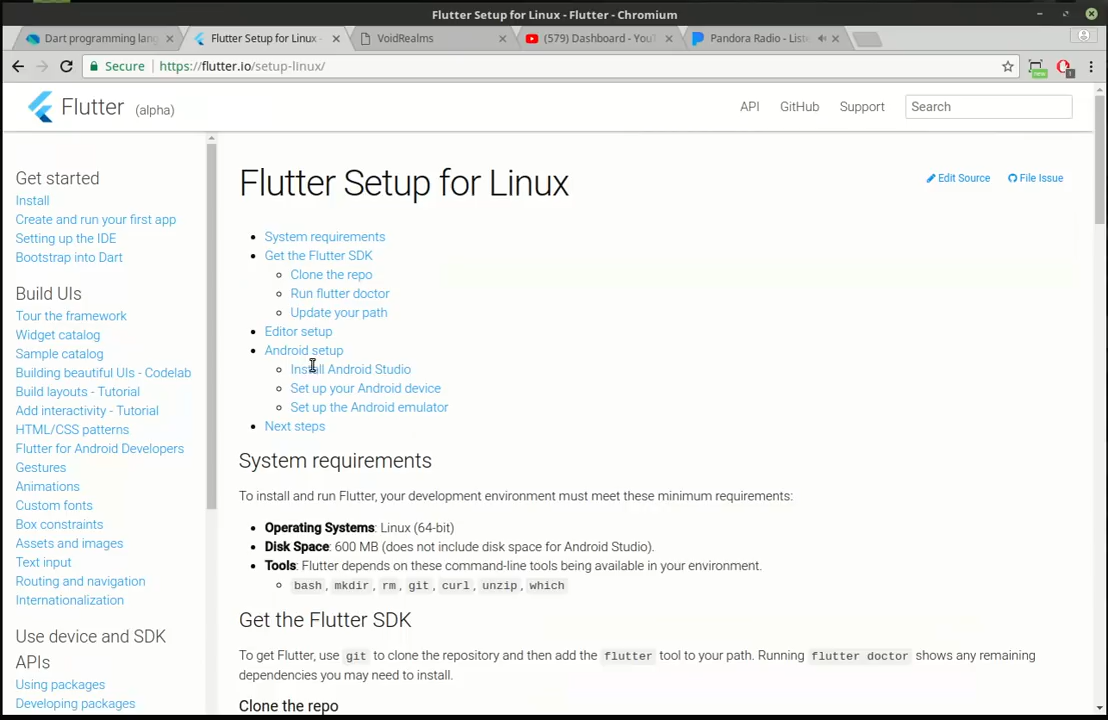 Flutter Setup for Linux - Flutter - Chromium
Dart programming lang
Flutter Setup for Linux -
VoidRealms
(579) Dashboard - YouT
Pandora Radio - Liste
Secure https://flutter.io/setup-linux/
new
1
Flutter (alpha)
API GitHub Support Search
Get started
Install
Create and run your first app
Setting up the IDE
Bootstrap into Dart
Build UIs
Tour the framework
Widget catalog
Sample catalog
Building beautiful UIs - Codelab
Build layouts - Tutorial
Add interactivity - Tutorial
HTML/CSS patterns
Flutter for Android Developers
Gestures
Animations
Custom fonts
Box constraints
Assets and images
Text input
Routing and navigation
Internationalization
Use device and SDK
APIs
Using packages
Developing packages
Flutter Setup for Linux
Edit Source File Issue
• System requirements
• Get the Flutter SDK
◦ Clone the repo
◦ Run flutter doctor
◦ Update your path
• Editor setup
• Android setup
◦ Install Android Studio
◦ Set up your Android device
◦ Set up the Android emulator
• Next steps
System requirements
To install and run Flutter, your development environment must meet these minimum requirements:
• Operating Systems: Linux (64-bit)
• Disk Space: 600 MB (does not include disk space for Android Studio).
• Tools: Flutter depends on these command-line tools being available in your environment.
◦ bash, mkdir, rm, git, curl, unzip, which
Get the Flutter SDK
To get Flutter, use git to clone the repository and then add the flutter tool to your path. Running flutter doctor shows any remaining
dependencies you may need to install.
Clone the repo